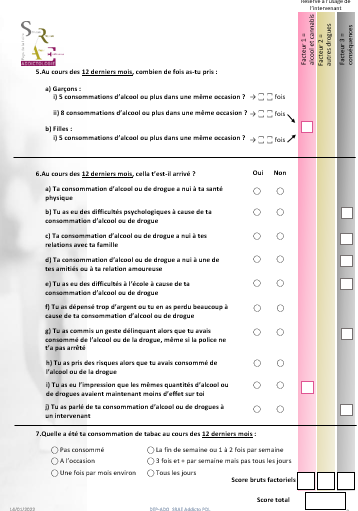 Réservé à l'usage de
l'intervenant
Facteur 1 =
alcool et cannabis
Facteur 2 =
autres drogues
Facteur 3 =
conséquences
5.Au cours des 12 derniers mois, combien de fois as-tu pris :
a) Garçons :
i) 5 consommations d'alcool ou plus dans une même occasion ? → fois
ii) 8 consommations d'alcool ou plus dans une même occasion ? → fois
b) Filles :
i) 5 consommations d'alcool ou plus dans une même occasion ? → fois
6.Au cours des 12 derniers mois, cella t'est-il arrivé ? Oui Non
a) Ta consommation d'alcool ou de drogue a nui à ta santé
physique
b) Tu as eu des difficultés psychologiques à cause de ta
consommation d'alcool ou de drogue
c) Ta consommation d'alcool ou de drogue a nui à tes
relations avec ta famille
d) Ta consommation d'alcool ou de drogue a nui à une de
tes amitiés ou à ta relation amoureuse
e) Tu as eu des difficultés à l'école à cause de ta
consommation d'alcool ou de drogue
f) Tu as dépensé trop d'argent ou tu en as perdu beaucoup à
cause de ta consommation d'alcool ou de drogue
g) Tu as commis un geste délinquant alors que tu avais
consommé de l'alcool ou de la drogue, même si la police ne
t'a pas arrêté
h) Tu as pris des risques alors que tu avais consommé de
l'alcool ou de la drogue
i) Tu as eu l'impression que les mêmes quantités d'alcool ou
de drogues avaient maintenant moins d'effet sur toi
j) Tu as parlé de ta consommation d'alcool ou de drogues à
un intervenant
7.Quelle a été ta consommation de tabac au cours des 12 derniers mois :
Pas consommé La fin de semaine ou 1 à 2 fois par semaine
A l'occasion 3 fois et + par semaine mais pas tous les jours
Une fois par mois environ Tous les jours
Score bruts factoriels
Score total
DEP-ADO